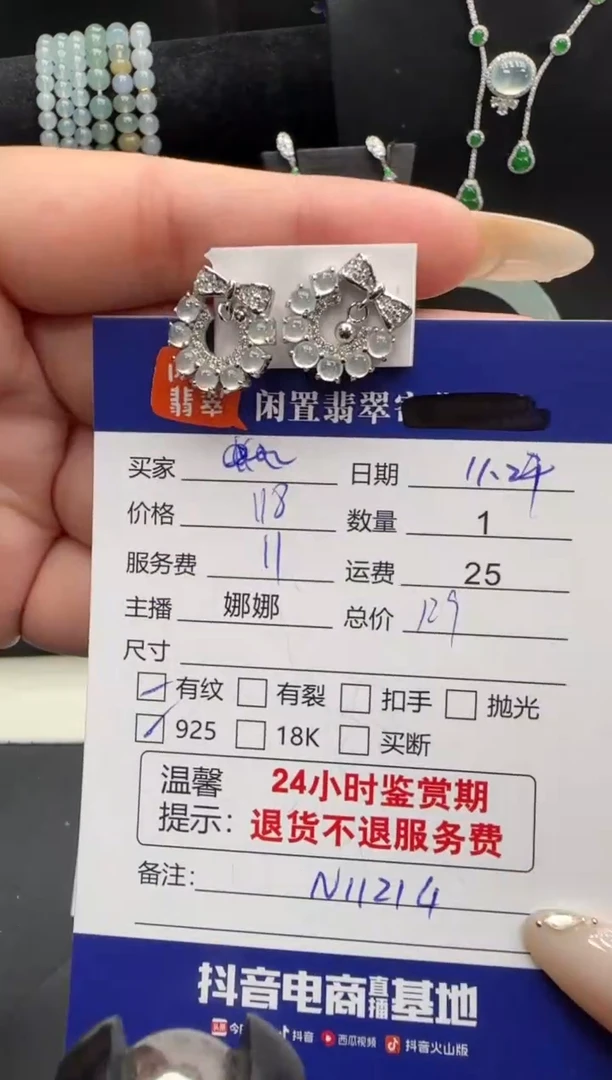 翡翠 闲置翡翠
买家 日期 11.24
价格 118 数量 1
服务费 11 运费 25
主播 娜娜 总价 129
尺寸
有纹 有裂 扣手 抛光
925 18K 买断
温馨 24小时鉴赏期
提示: 退货不退服务费
备注: N11214
抖音电商直播基地
抖音 西瓜视频 抖音火山版